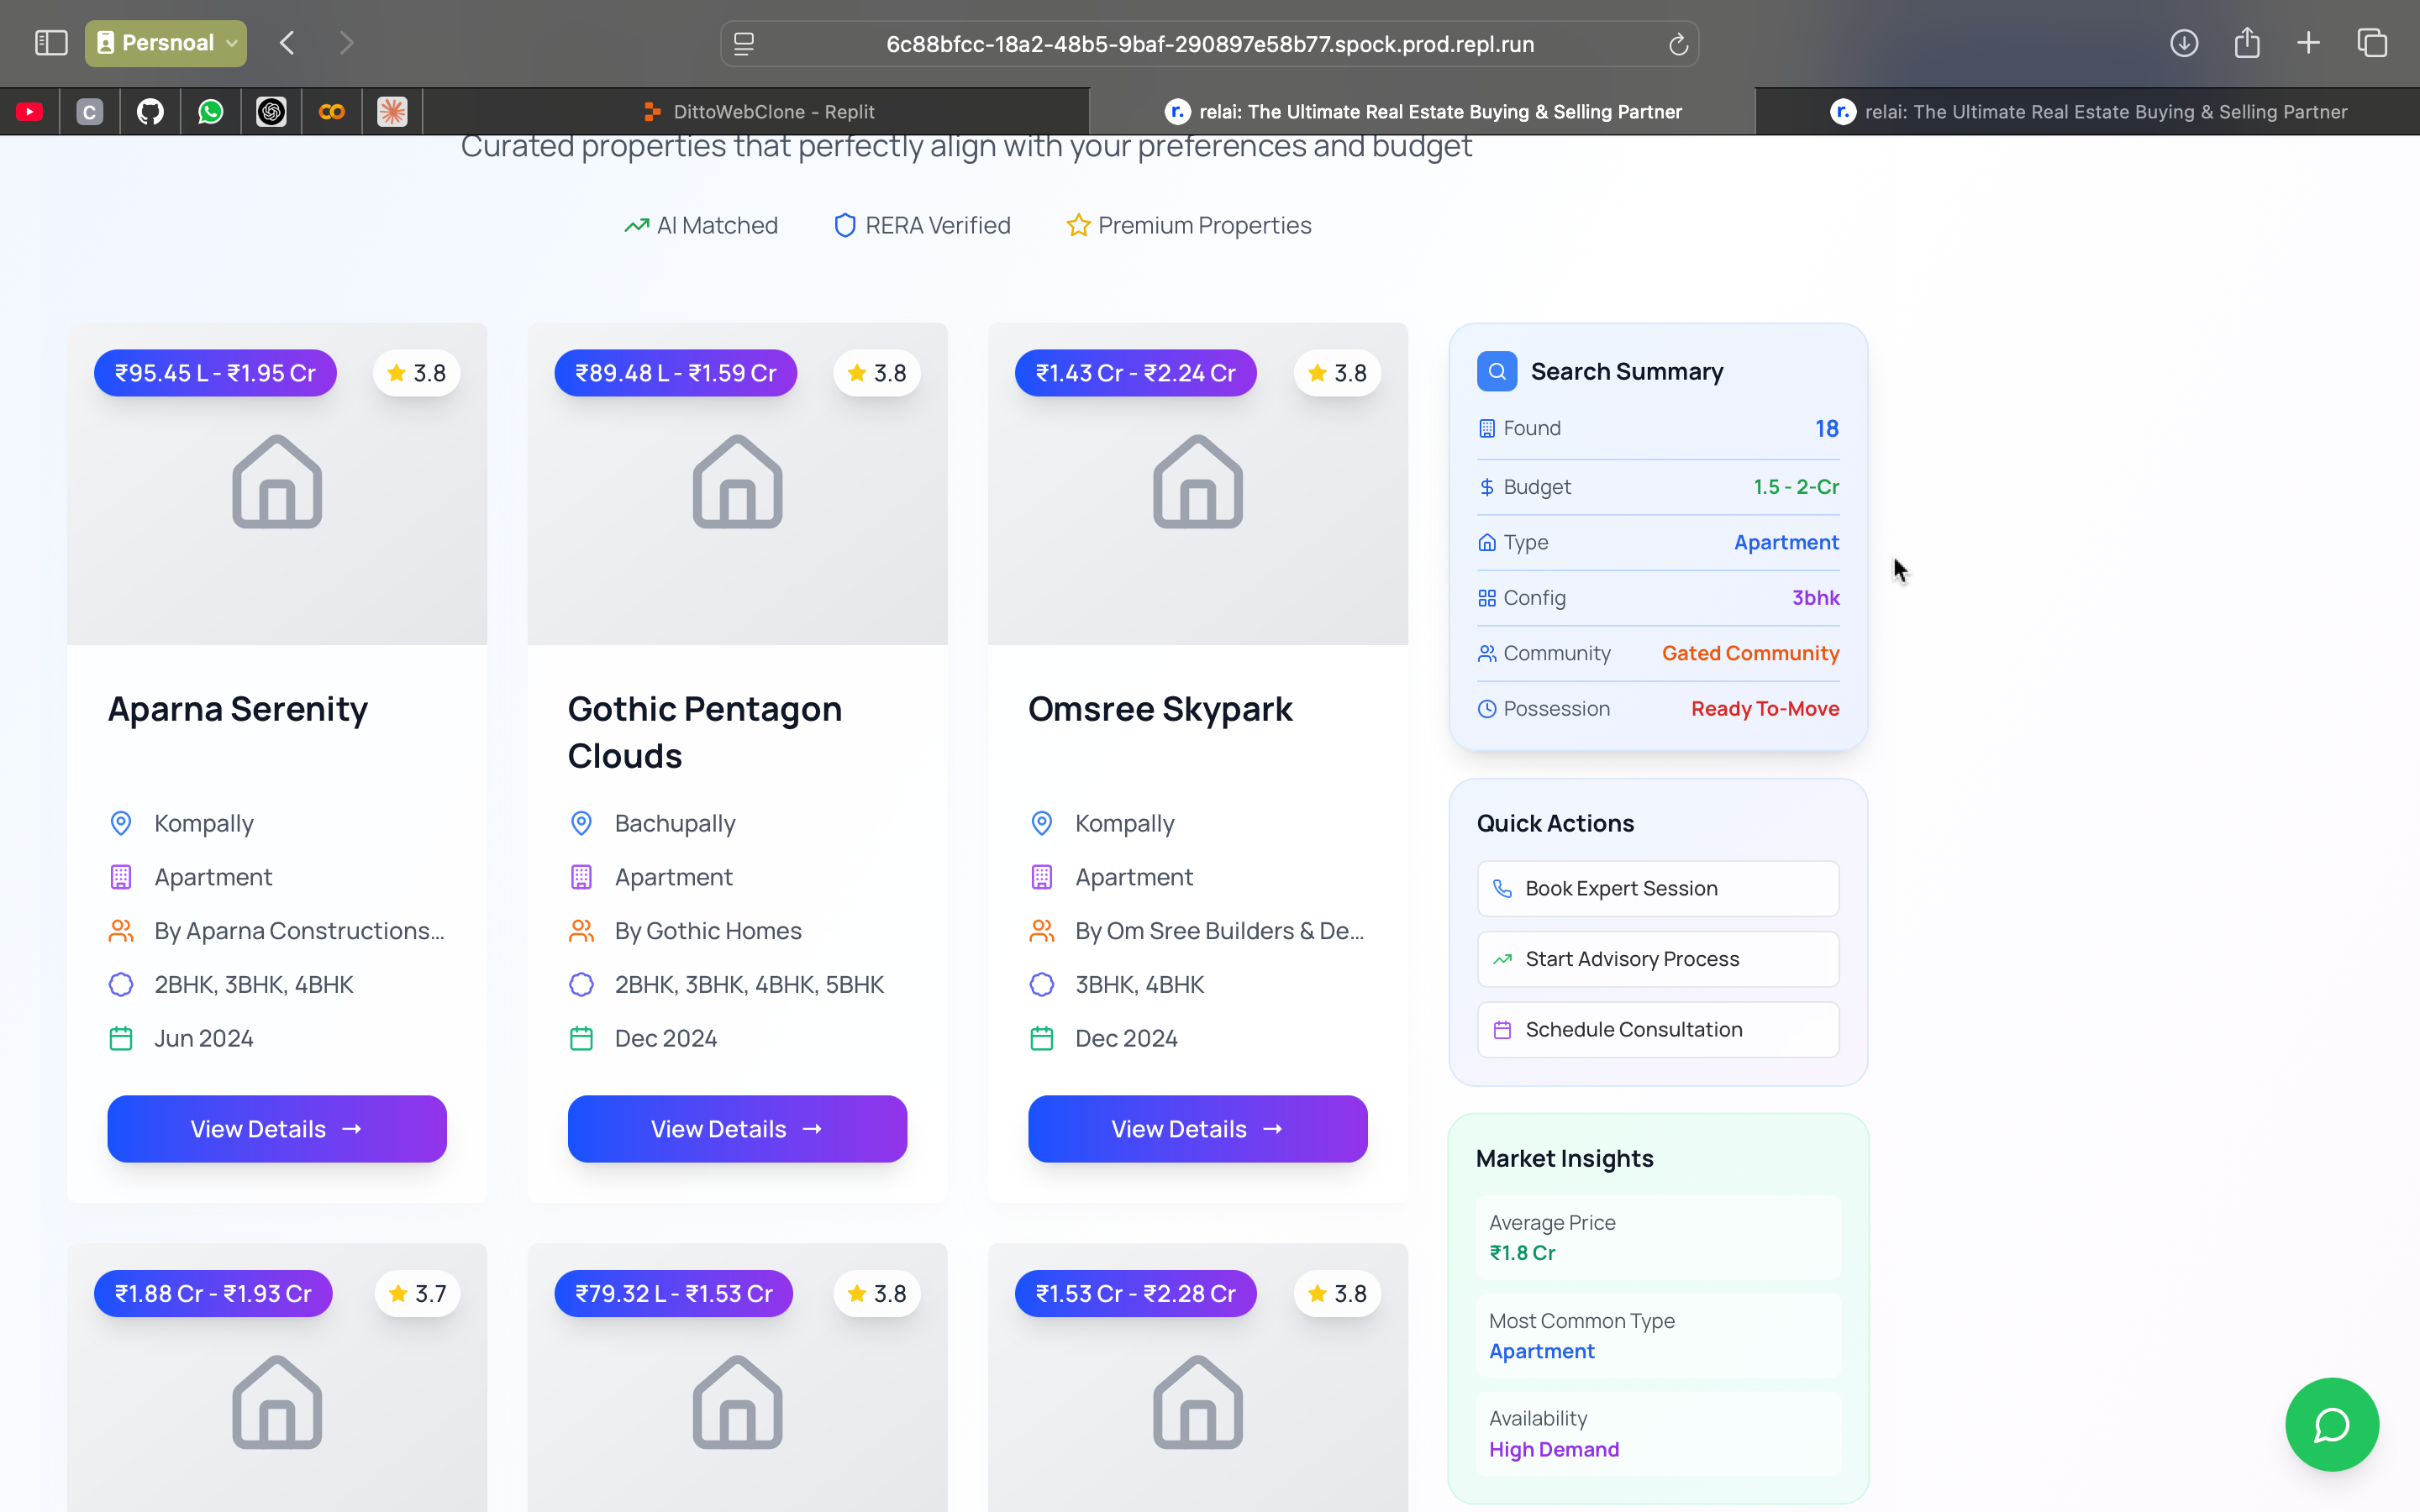 Persnoal
6c88bfcc-18a2-48b5-9baf-290897e58b77.spock.prod.repl.run
C
DittoWebClone - Replit
r. relai: The Ultimate Real Estate Buying & Selling Partner
r. relai: The Ultimate Real Estate Buying & Selling Partner
Curated properties that perfectly align with your preferences and budget
AI Matched
RERA Verified
Premium Properties
₹95.45 L - ₹1.95 Cr
3.8
Aparna Serenity
Kompally
Apartment
By Aparna Constructions...
2BHK, 3BHK, 4BHK
Jun 2024
View Details →
₹89.48 L - ₹1.59 Cr
3.8
Gothic Pentagon
Clouds
Bachupally
Apartment
By Gothic Homes
2BHK, 3BHK, 4BHK, 5BHK
Dec 2024
View Details →
₹1.43 Cr - ₹2.24 Cr
3.8
Omsree Skypark
Kompally
Apartment
By Om Sree Builders & De...
3BHK, 4BHK
Dec 2024
View Details →
₹1.88 Cr - ₹1.93 Cr
3.7
₹79.32 L - ₹1.53 Cr
3.8
₹1.53 Cr - ₹2.28 Cr
3.8
Search Summary
Found 18
Budget 1.5 - 2-Cr
Type Apartment
Config 3bhk
Community Gated Community
Possession Ready To-Move
Quick Actions
Book Expert Session
Start Advisory Process
Schedule Consultation
Market Insights
Average Price
₹1.8 Cr
Most Common Type
Apartment
Availability
High Demand